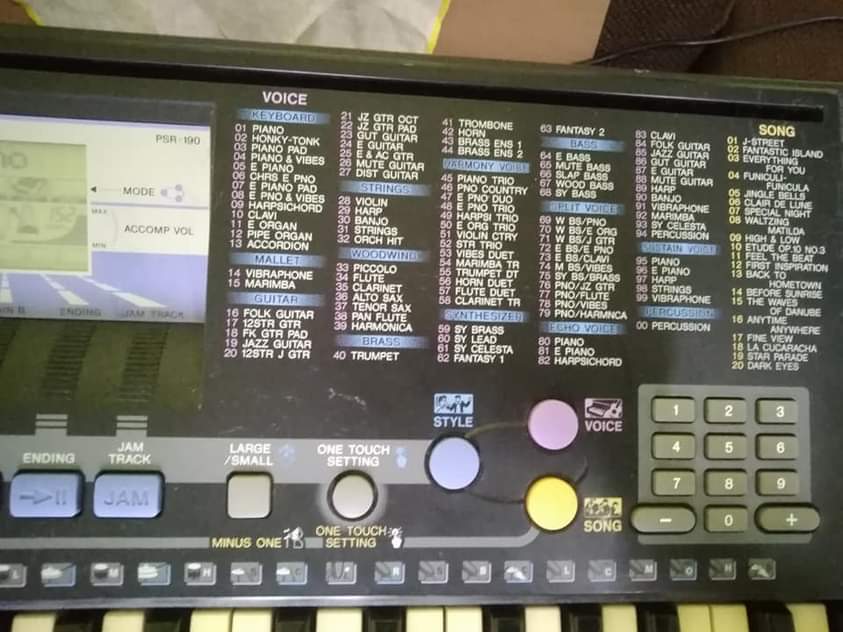 PSR-190
MODE
MAX
ACCOMP VOL
MIN
ENDING
JAM TRACK
VOICE
KEYBOARD
01 PIANO
02 HONKY-TONK
03 PIANO PAD
04 PIANO & VIBES
05 E PIANO
06 CHRS E PNO
07 E PIANO PAD
08 E PNO & VIBES
09 HARPSICHORD
10 CLAVI
11 E ORGAN
12 PIPE ORGAN
13 ACCORDION
MALLET
14 VIBRAPHONE
15 MARIMBA
GUITAR
16 FOLK GUITAR
17 12STR GTR
18 FK GTR PAD
19 JAZZ GUITAR
20 12STR J GTR
21 JZ GTR OCT
22 JZ GTR PAD
23 GUT GUITAR
24 E GUITAR
25 E & AC GTR
26 MUTE GUITAR
27 DIST GUITAR
STRINGS
28 VIOLIN
29 HARP
30 BANJO
31 STRINGS
32 ORCH HIT
WOODWIND
33 PICCOLO
34 FLUTE
35 CLARINET
36 ALTO SAX
37 TENOR SAX
38 PAN FLUTE
39 HARMONICA
BRASS
40 TRUMPET
41 TROMBONE
42 HORN
43 BRASS ENS 1
44 BRASS ENS 2
HARMONY VOICE
45 PIANO TRIO
46 PNO COUNTRY
47 E PNO DUO
48 E PNO TRIO
49 HARPSI TRIO
50 E ORG TRIO
51 VIOLIN CTRY
52 STR TRIO
53 VIBES DUET
54 MARIMBA TR
55 TRUMPET DT
56 HORN DUET
57 FLUTE DUET
58 CLARINET TR
SYNTHESIZER
59 SY BRASS
60 SY LEAD
61 SY CELESTA
62 FANTASY 1
63 FANTASY 2
BASS
64 E BASS
65 MUTE BASS
66 SLAP BASS
67 WOOD BASS
68 SY BASS
SPLIT VOICE
69 W BS/PNO
70 W BS/E PNO
71 W BS/J GTR
72 E BS/E PNO
73 E BS/CLAVI
74 M BS/VIBES
75 SY BS/BRASS
76 PNO/JZ GTR
77 PNO/FLUTE
78 PNO/VIBES
79 PNO/HARMNCA
ECHO VOICE
80 PIANO
81 E PIANO
82 HARPSICHORD
83 CLAVI
84 FOLK GUITAR
85 JAZZ GUITAR
86 GUT GUITAR
87 E GUITAR
88 MUTE GUITAR
89 HARP
90 BANJO
91 VIBRAPHONE
92 MARIMBA
93 SY CELESTA
94 PERCUSSION
SUSTAIN VOICE
95 PIANO
96 E PIANO
97 HARP
98 STRINGS
99 VIBRAPHONE
PERCUSSION
00 PERCUSSION
SONG
01 J-STREET
02 FANTASTIC ISLAND
03 EVERYTHING
FOR YOU
04 FUNICULI-
FUNICULA
05 JINGLE BELLS
06 CLAIR DE LUNE
07 SPECIAL NIGHT
08 WALTZING
MATILDA
09 HIGH & LOW
10 ETUDE OP.10 NO.3
11 FEEL THE BEAT
12 FIRST INSPIRATION
13 BACK TO
HOMETOWN
14 BEFORE SUNRISE
15 THE WAVES
OF DANUBE
16 ANYTIME
ANYWHERE
17 FINE VIEW
18 LA CUCARACHA
19 STAR PARADE
20 DARK EYES
ENDING
JAM
TRACK
JAM
LARGE
/SMALL
MINUS ONE
ONE TOUCH
SETTING
ONE TOUCH
SETTING
STYLE
VOICE
SONG
1 2 3
4 5 6
7 8 9
- 0 +